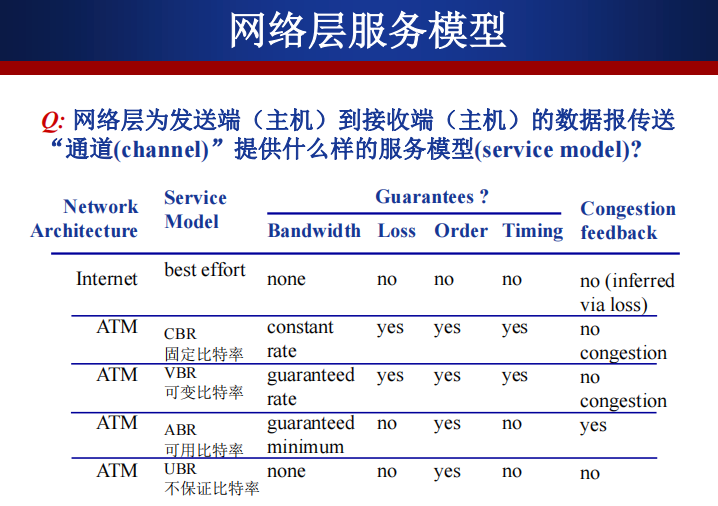 网络层服务模型
Q: 网络层为发送端（主机）到接收端（主机）的数据报传送
“通道(channel)”提供什么样的服务模型(service model)?
Network Architecture Service Model Guarantees ? Congestion feedback
Bandwidth Loss Order Timing
Internet best effort none no no no no (inferred via loss)
ATM CBR 固定比特率 constant rate yes yes yes no congestion
ATM VBR 可变比特率 guaranteed rate yes yes yes no congestion
ATM ABR 可用比特率 guaranteed minimum no yes no yes
ATM UBR 不保证比特率 none no yes no no